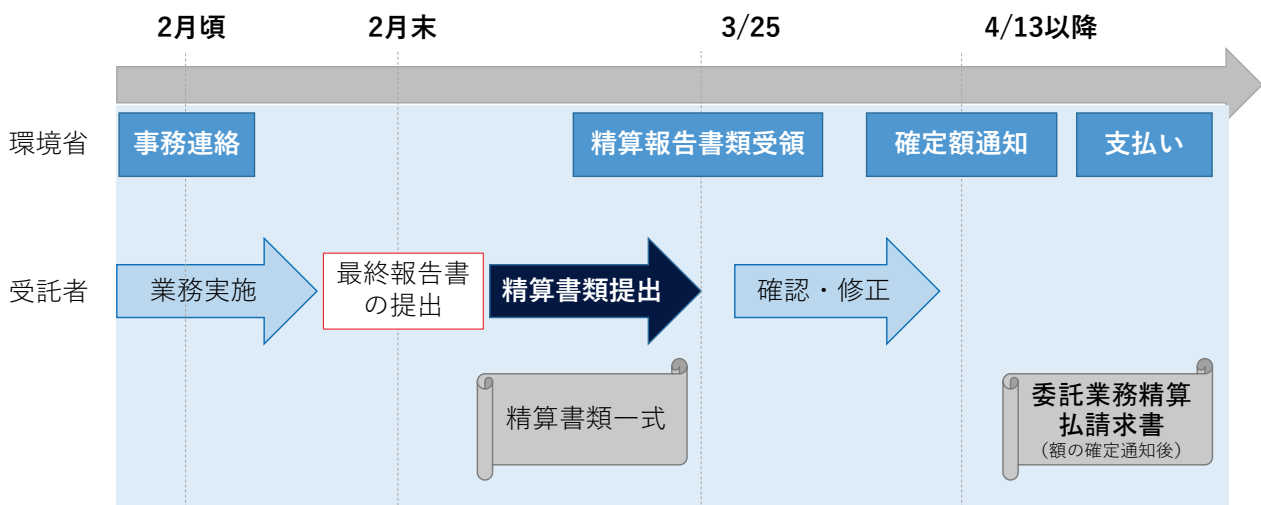 2月頃
2月末
3/25
4/13以降
環境省
事務連絡
精算報告書類受領
確定額通知
支払い
受託者
業務実施
最終報告書
の提出
精算書類提出
確認・修正
精算書類一式
委託業務精算
払請求書
（額の確定通知後）